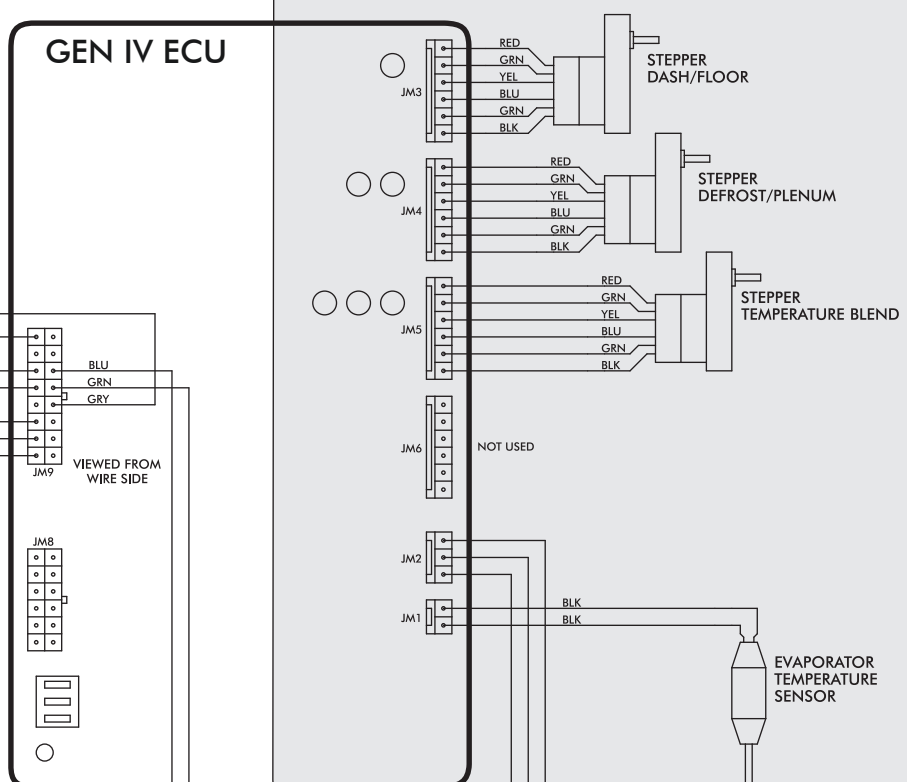 GEN IV ECU
JM3
RED
GRN
YEL
BLU
GRN
BLK
STEPPER
DASH/FLOOR
JM4
RED
GRN
YEL
BLU
GRN
BLK
STEPPER
DEFROST/PLENUM
JM5
RED
GRN
YEL
BLU
GRN
BLK
STEPPER
TEMPERATURE BLEND
BLU
GRN
GRY
JM9
VIEWED FROM
WIRE SIDE
JM6
NOT USED
JM8
JM2
JM1
BLK
BLK
EVAPORATOR
TEMPERATURE
SENSOR